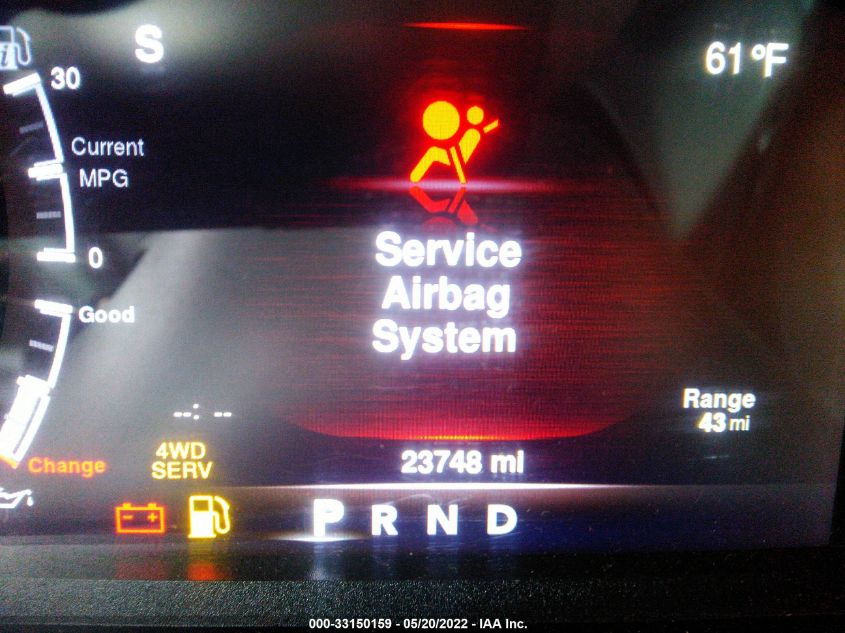 S
61°F
30
Current
MPG
0
Service
Airbag
System
Good
Range
43 mi
--:--
4WD
SERV
Change
23748 mi
P R N D
000-33150159 - 05/20/2022 - IAA Inc.